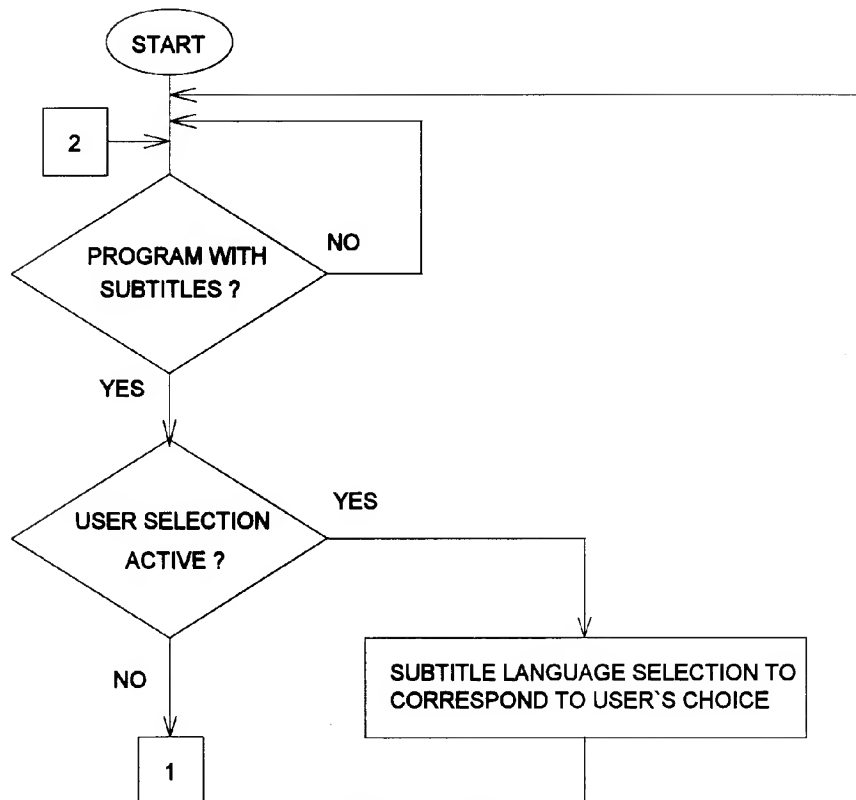 START
2
PROGRAM WITH
SUBTITLES ?
NO
YES
USER SELECTION
ACTIVE ?
YES
NO
SUBTITLE LANGUAGE SELECTION TO
CORRESPOND TO USER`S CHOICE
1